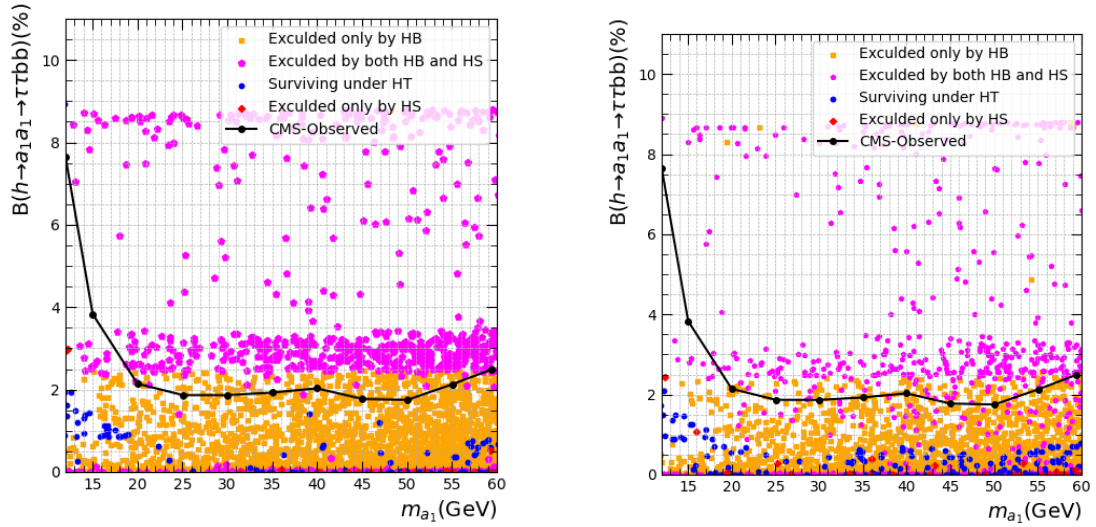 B(h→a₁a₁→ττbb)(%)
10
8
6
4
2
0
Exculded only by HB
Exculded by both HB and HS
Surviving under HT
Exculded only by HS
CMS-Observed
15 20 25 30 35 40 45 50 55 60
m_{a₁}(GeV)
B(h→a₁a₁→ττbb)(%)
10
8
6
4
2
0
Exculded only by HB
Exculded by both HB and HS
Surviving under HT
Exculded only by HS
CMS-Observed
15 20 25 30 35 40 45 50 55 60
m_{a₁}(GeV)